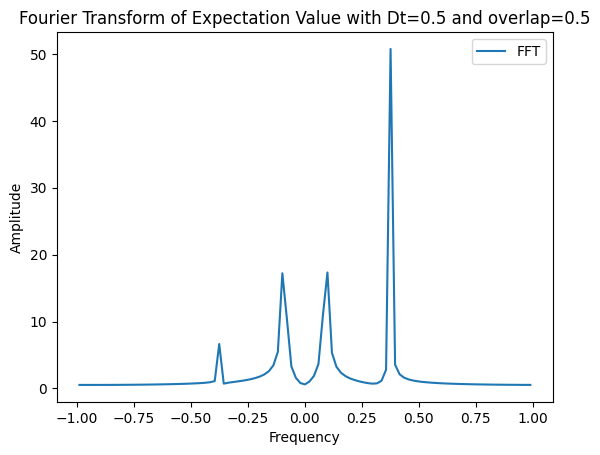 Fourier Transform of Expectation Value with Dt=0.5 and overlap=0.5
FFT
50
40
30
20
10
0
Amplitude
−1.00 −0.75 −0.50 −0.25 0.00 0.25 0.50 0.75 1.00
Frequency